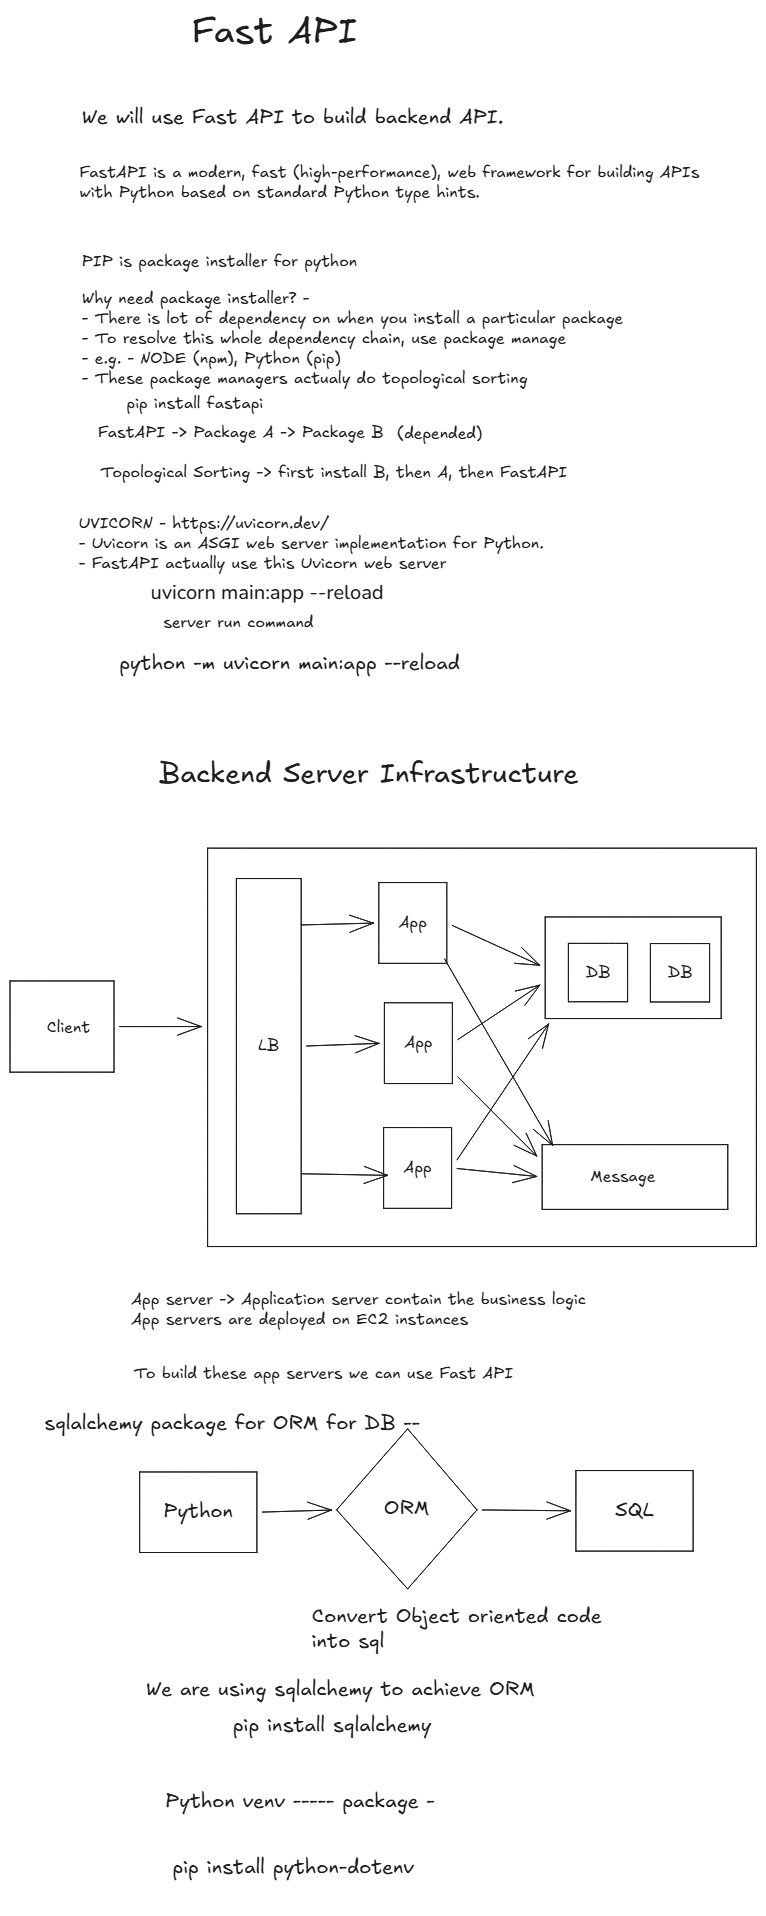 Fast API
We will use Fast API to build backend API.
FastAPI is a modern, fast (high-performance), web framework for building APIs
with Python based on standard Python type hints.
PIP is package installer for python
Why need package installer? -
- There is lot of dependency on when you install a particular package
- To resolve this whole dependency chain, use package manage
- e.g. - NODE (npm), Python (pip)
- These package managers actualy do topological sorting
pip install fastapi
FastAPI -> Package A -> Package B (depended)
Topological Sorting -> first install B, then A, then FastAPI
UVICORN - https://uvicorn.dev/
- Uvicorn is an ASGI web server implementation for Python.
- FastAPI actually use this Uvicorn web server
uvicorn main:app --reload
server run command
python -m uvicorn main:app --reload
Backend Server Infrastructure
Client
LB
App
App
App
DB
DB
Message
App server -> Application server contain the business logic
App servers are deployed on EC2 instances
To build these app servers we can use Fast API
sqlalchemy package for ORM for DB --
Python
ORM
SQL
Convert Object oriented code
into sql
We are using sqlalchemy to achieve ORM
pip install sqlalchemy
Python venv ----- package -
pip install python-dotenv